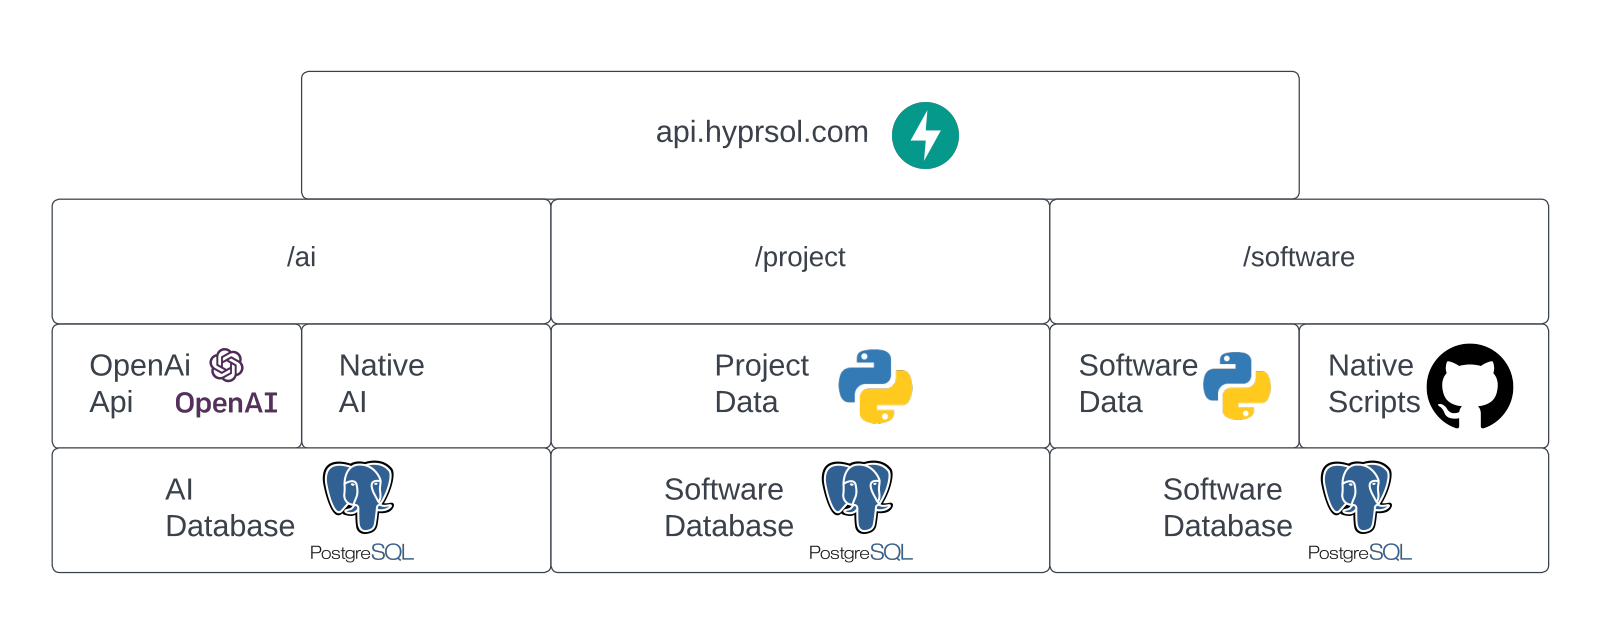 api.hyprsol.com
/ai
/project
/software
OpenAi
Api
OpenAI
Native
AI
Project
Data
Software
Data
Native
Scripts
AI
Database
PostgreSQL
Software
Database
PostgreSQL
Software
Database
PostgreSQL